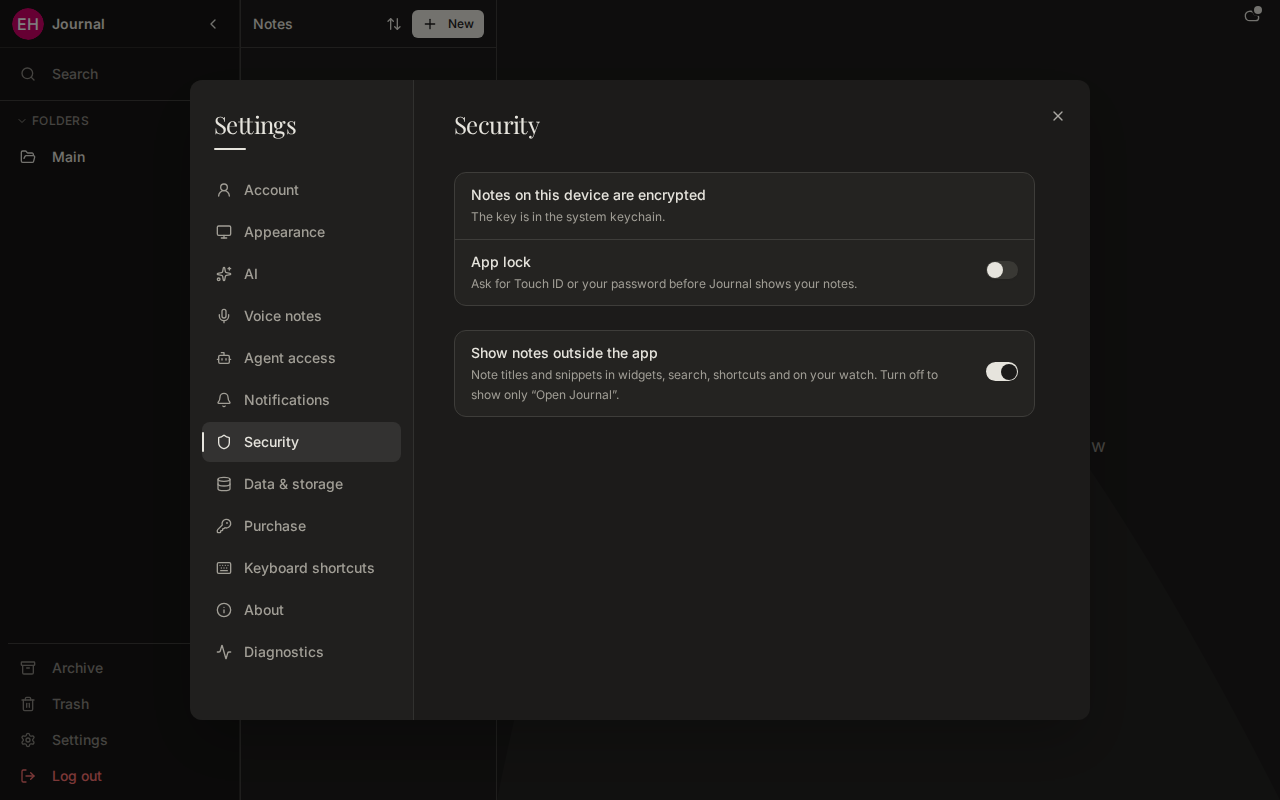 EH Journal
Notes
New
Search
FOLDERS
Main
Archive
Trash
Settings
Log out
Settings
Account
Appearance
AI
Voice notes
Agent access
Notifications
Security
Data & storage
Purchase
Keyboard shortcuts
About
Diagnostics
Security
Notes on this device are encrypted
The key is in the system keychain.
App lock
Ask for Touch ID or your password before Journal shows your notes.
Show notes outside the app
Note titles and snippets in widgets, search, shortcuts and on your watch. Turn off to
show only “Open Journal”.